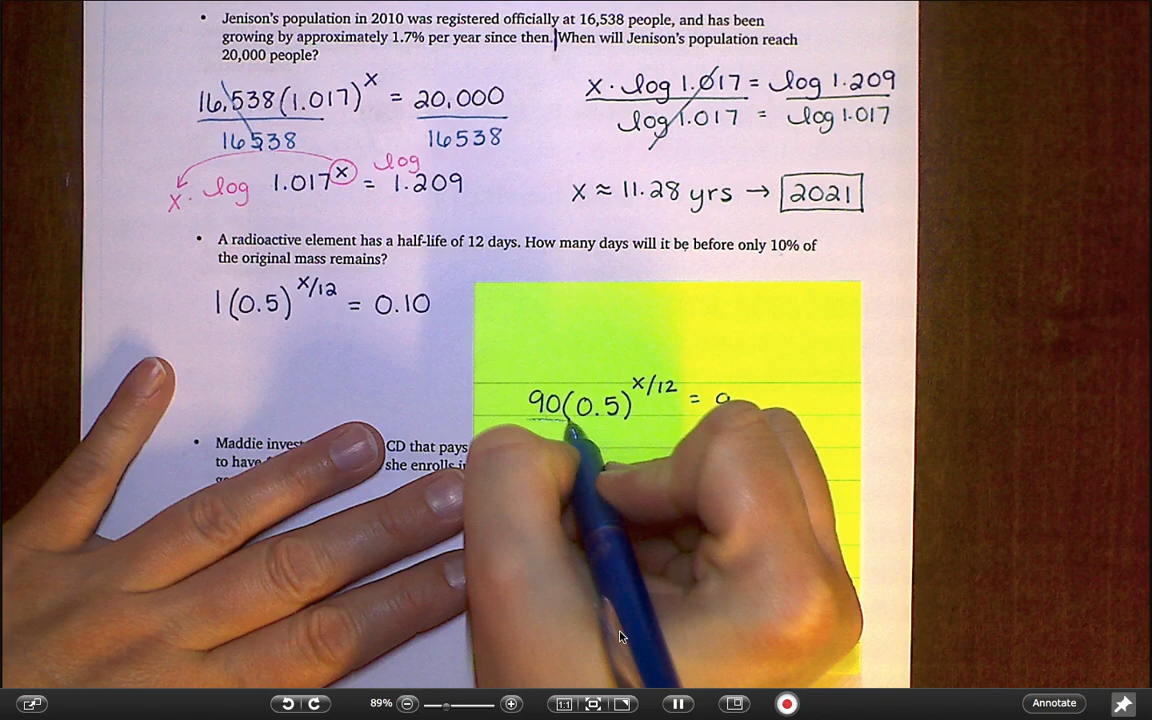 • Jenison's population in 2010 was registered officially at 16,538 people, and has been
growing by approximately 1.7% per year since then. When will Jenison's population reach
20,000 people?
16,538(1.017)^x = 20,000
16538 16538
x · log 1.017^x = log 1.209
x · log 1.017 = log 1.209
log 1.017 = log 1.017
x ≈ 11.28 yrs → 2021
• A radioactive element has a half-life of 12 days. How many days will it be before only 10% of
the original mass remains?
1(0.5)^x/12 = 0.10
90(0.5)^x/12 =
• Maddie CD that pays
to have she enrolls
89%
1:1
Annotate